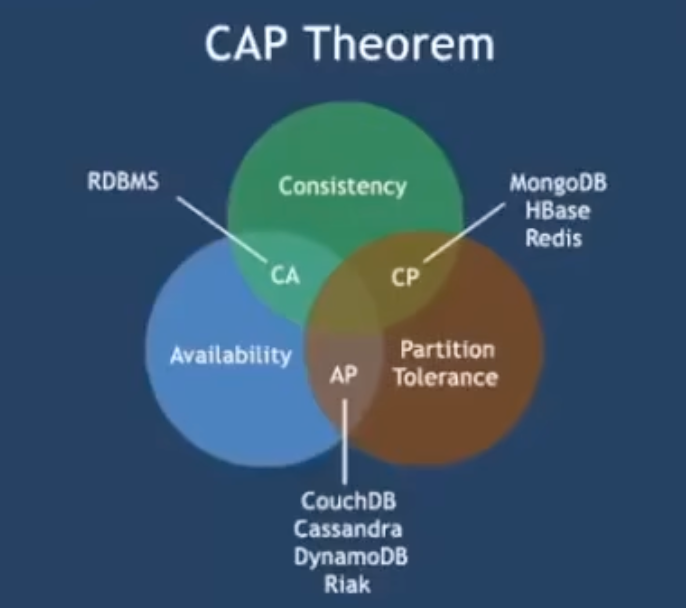 CAP Theorem
RDBMS
Consistency
MongoDB
HBase
Redis
CA
CP
Availability
Partition
Tolerance
AP
CouchDB
Cassandra
DynamoDB
Riak